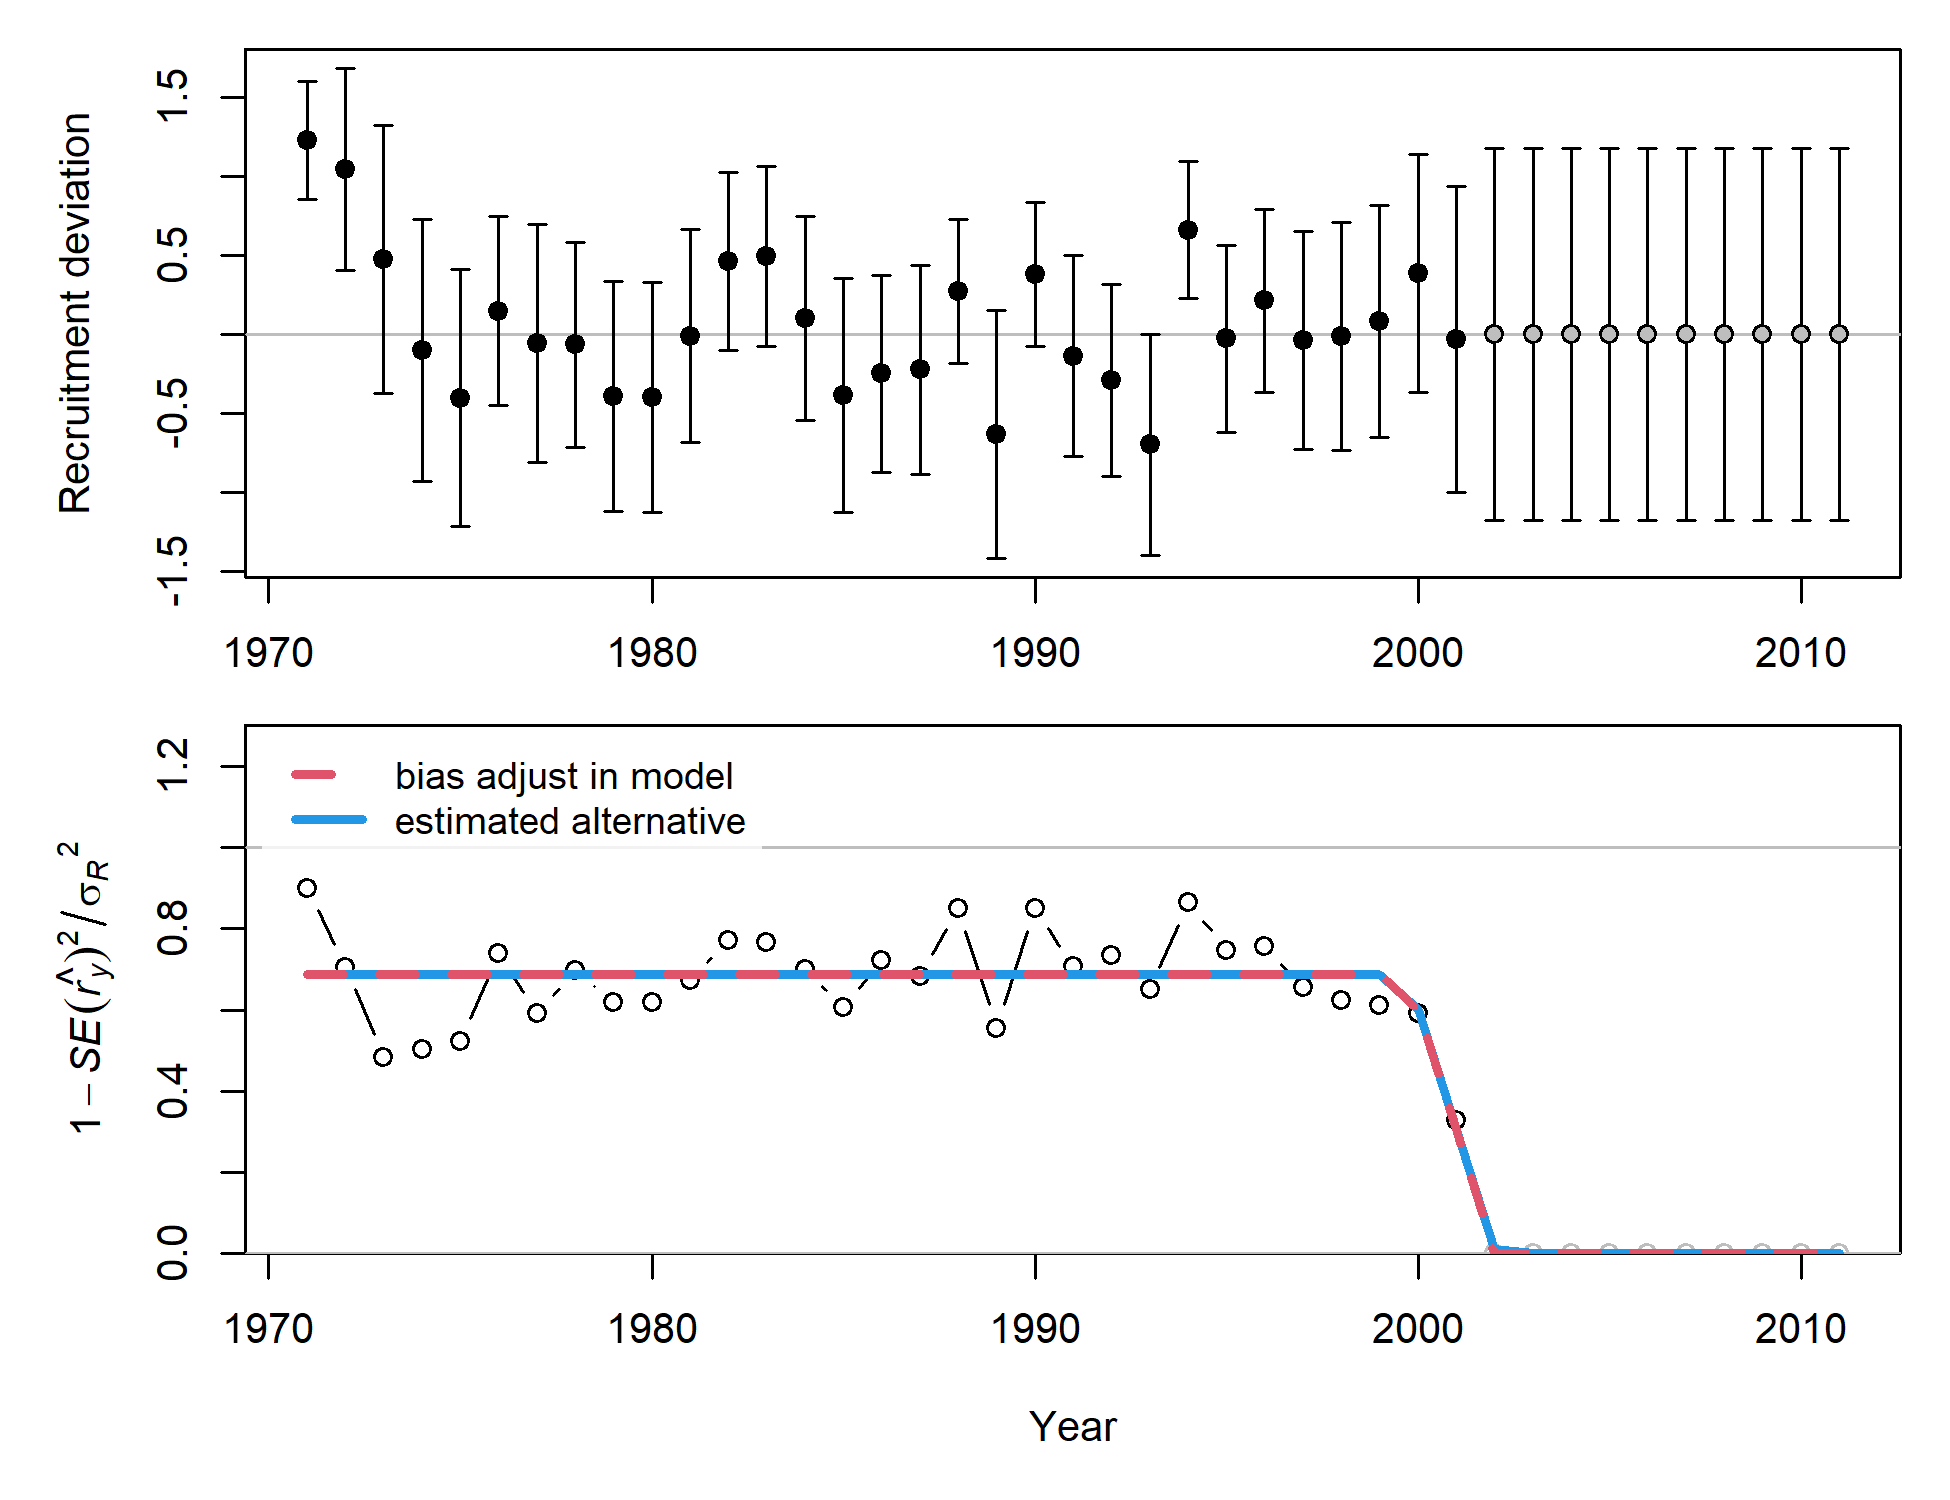 Recruitment deviation
1.5
0.5
-0.5
-1.5
1970 1980 1990 2000 2010
bias adjust in model
estimated alternative
1 − SE(r̂y)² / σR²
1.2
0.8
0.4
0.0
1970 1980 1990 2000 2010
Year